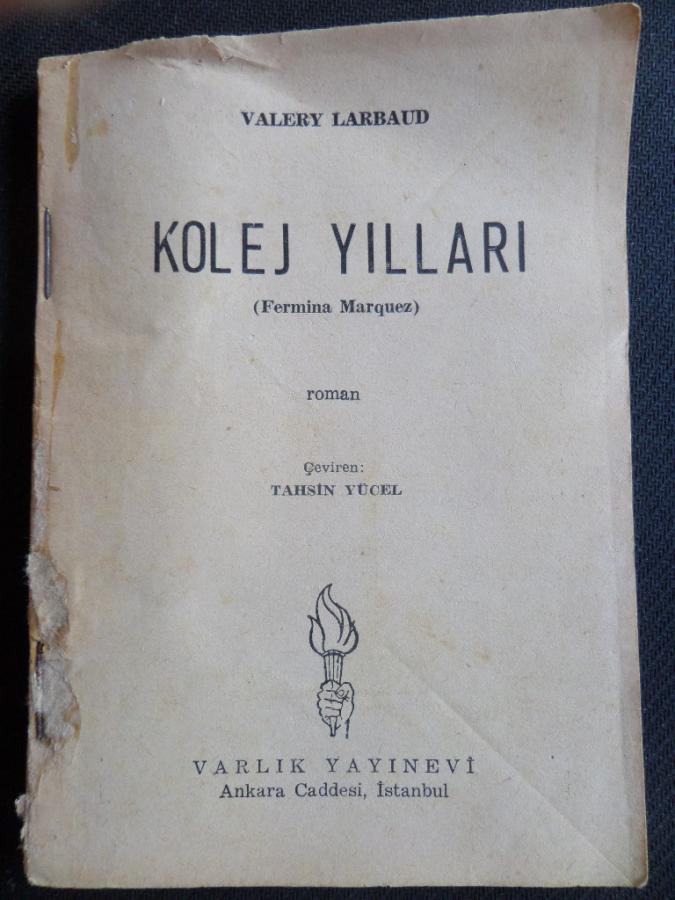 VALERY LARBAUD
KOLEJ YILLARI
(Fermina Marquez)
roman
Çeviren:
TAHSİN YÜCEL
VARLIK YAYINEVİ
Ankara Caddesi, İstanbul